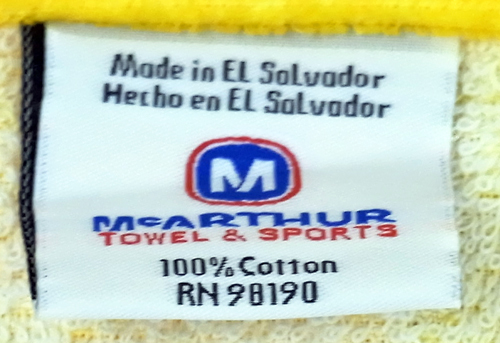 Made in EL Salvador
Hecho en EL Salvador
M
McARTHUR
TOWEL & SPORTS
100% Cotton
RN 98190